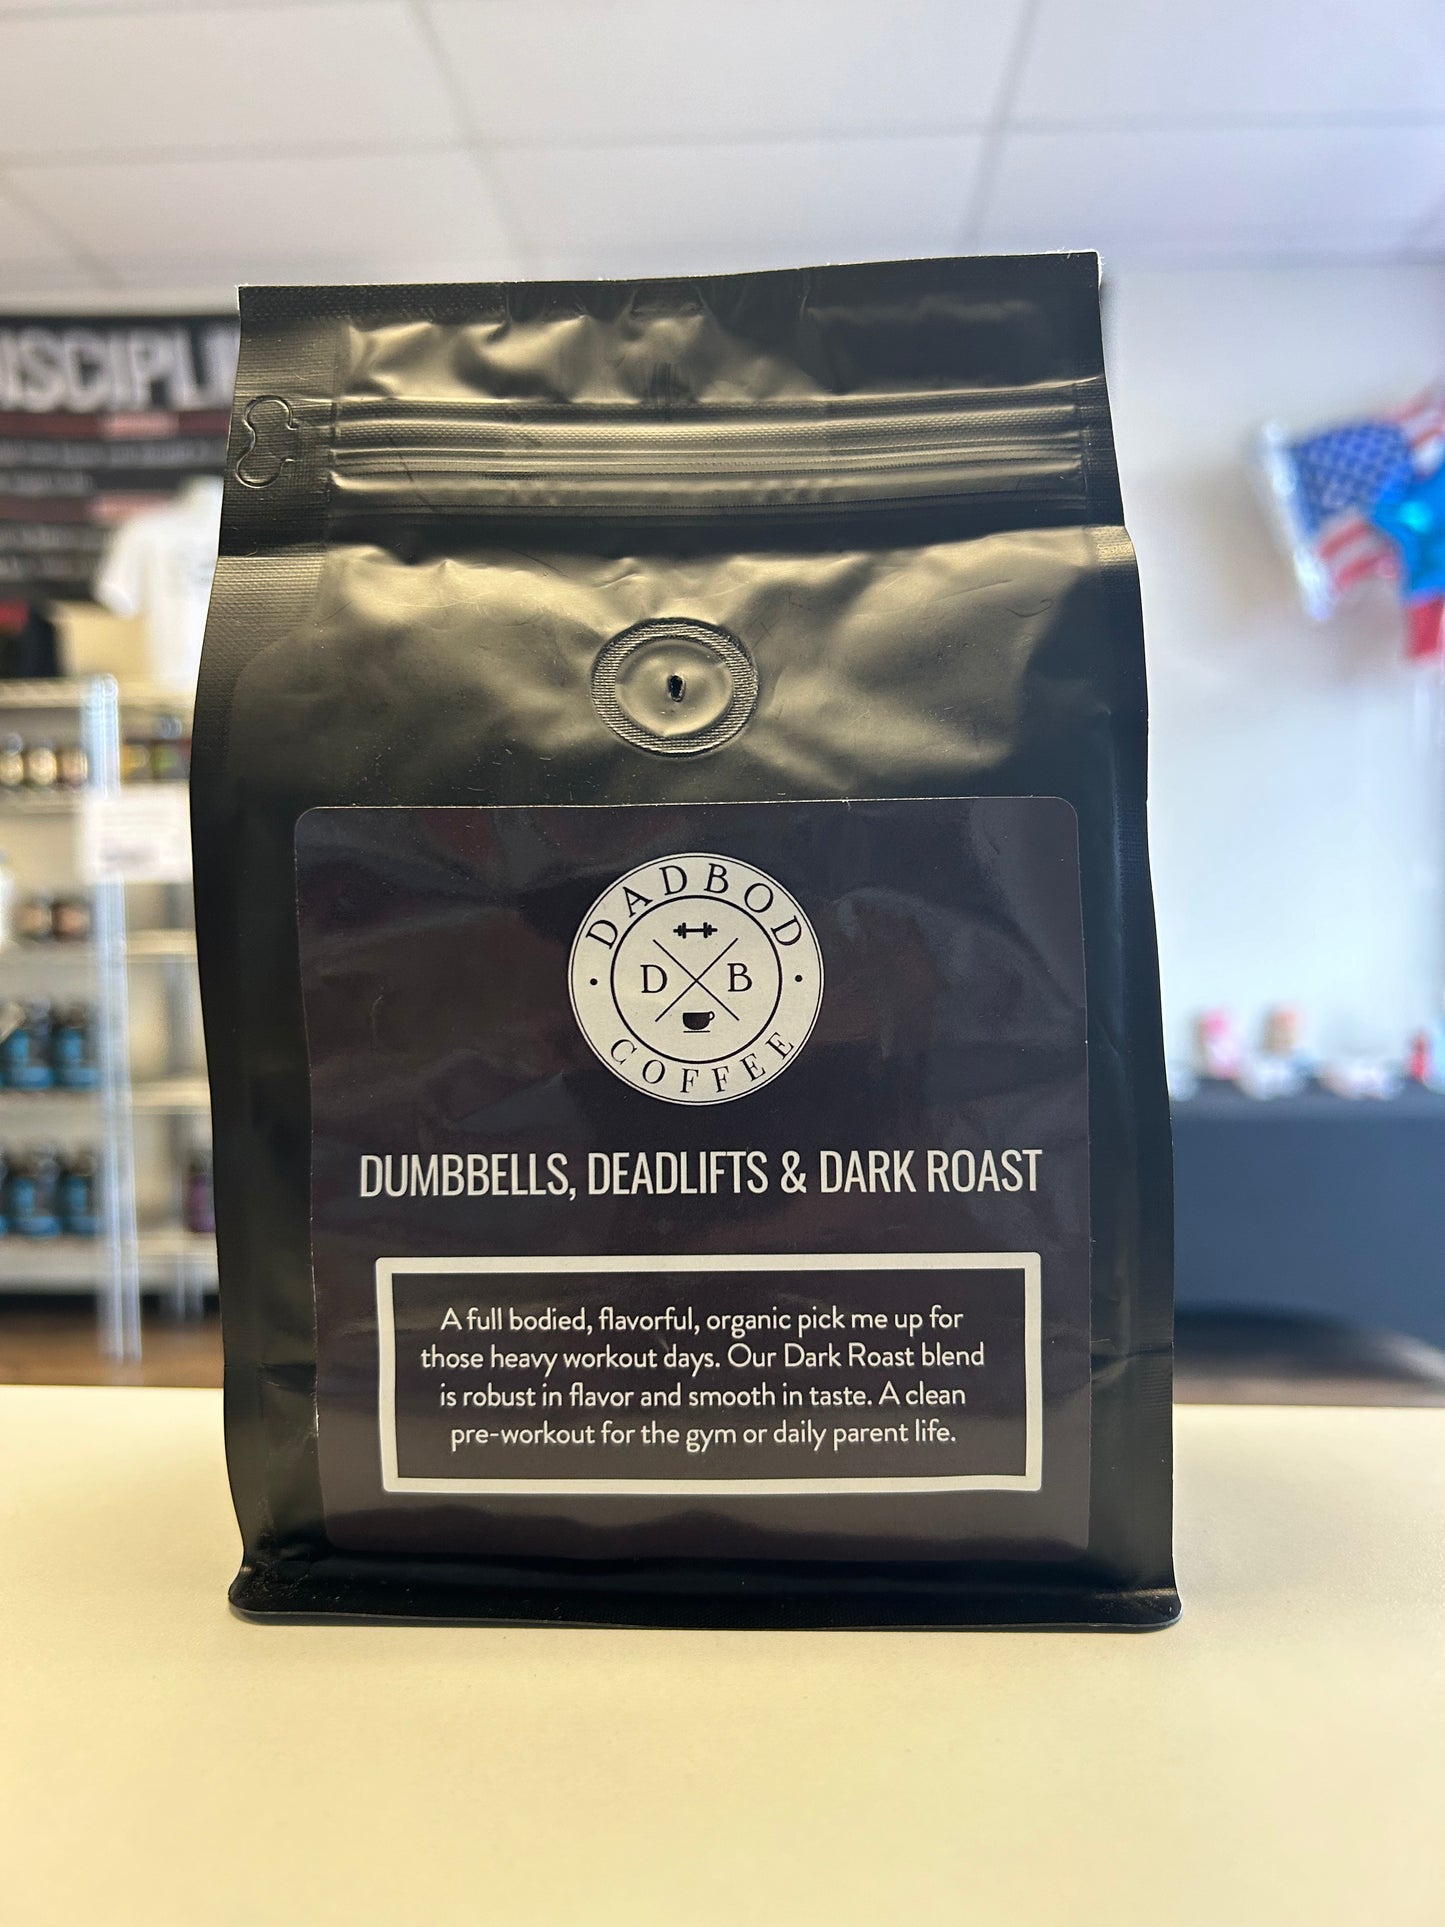 DISCIPLI
DADBOD
D B
COFFEE
DUMBBELLS, DEADLIFTS & DARK ROAST
A full bodied, flavorful, organic pick me up for
those heavy workout days. Our Dark Roast blend
is robust in flavor and smooth in taste. A clean
pre-workout for the gym or daily parent life.